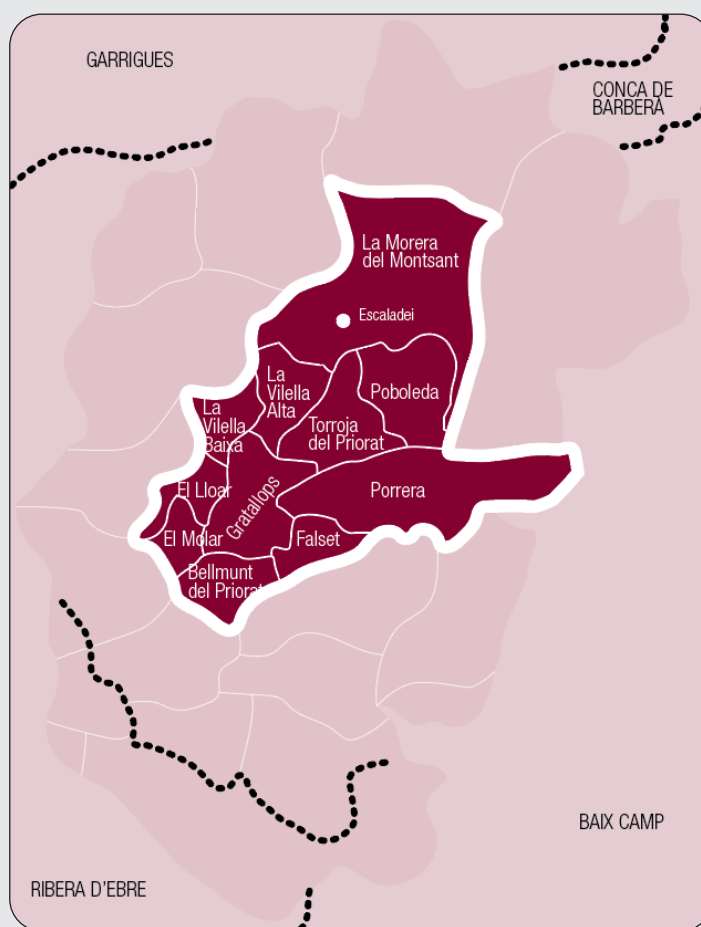 GARRIGUES
CONCA DE
BARBERÀ
La Morera
del Montsant
Escaladei
La
Vilella
Alta
Poboleda
La
Vilella
Baixa
Torroja
del Priorat
El Lloar
Gratallops
Porrera
El Molar
Falset
Bellmunt
del Priorat
BAIX CAMP
RIBERA D'EBRE